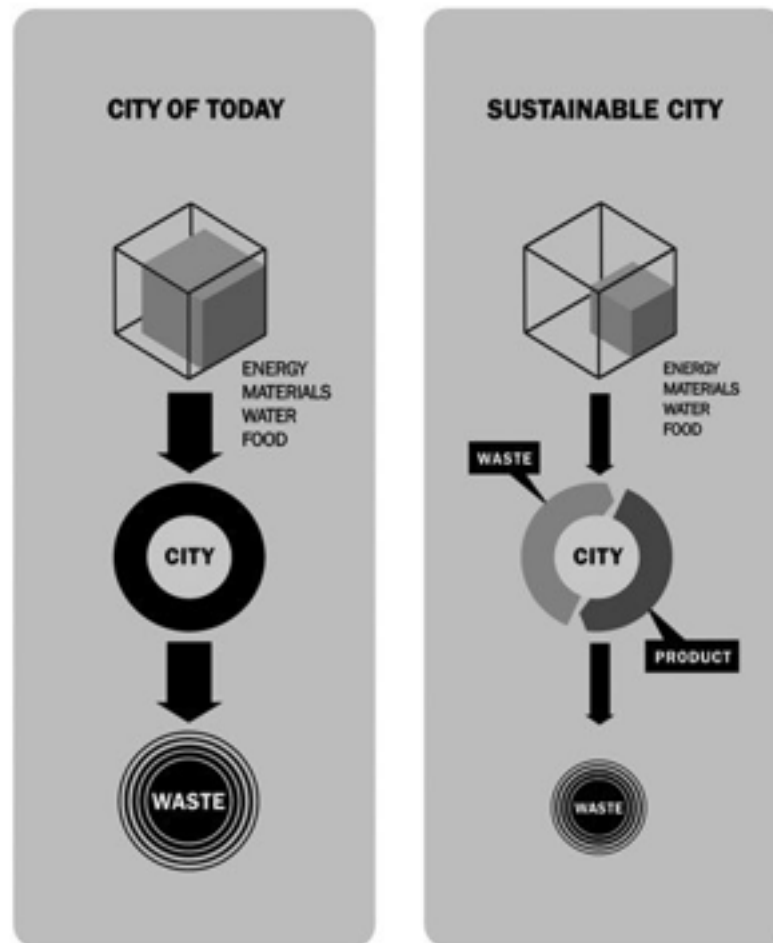 CITY OF TODAY
ENERGY
MATERIALS
WATER
FOOD
CITY
WASTE
SUSTAINABLE CITY
ENERGY
MATERIALS
WATER
FOOD
WASTE
CITY
PRODUCT
WASTE